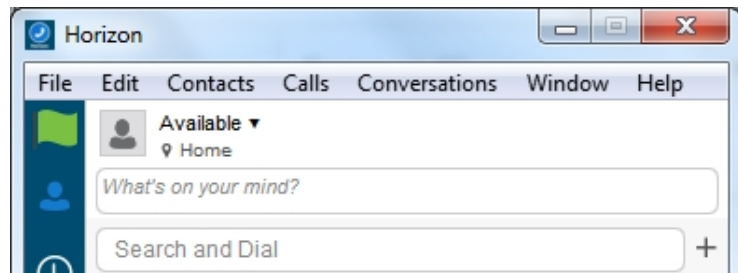 Horizon
File Edit Contacts Calls Conversations Window Help
Available
Home
What's on your mind?
Search and Dial